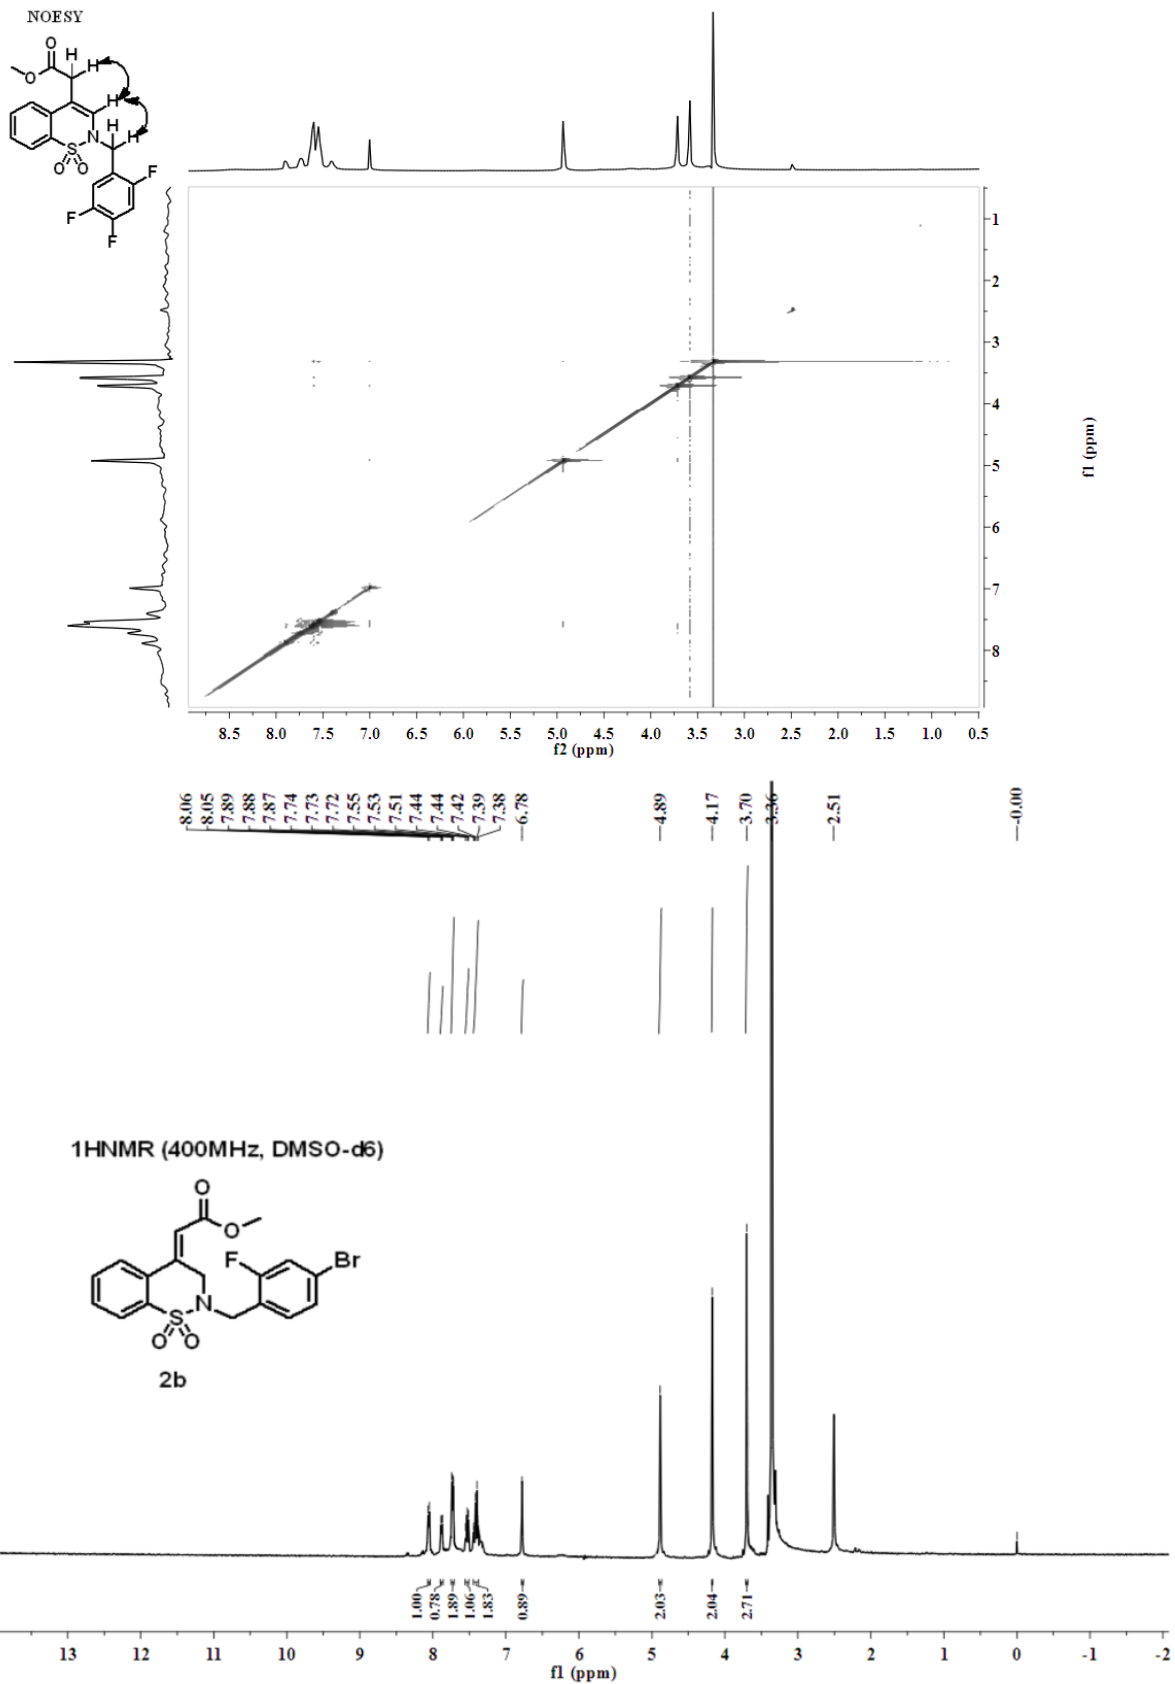 NOESY
O
H
H
O
H
H
N
H
S
O O
F
F
F
1
2
3
4
5
6
7
8
f1 (ppm)
8.5 8.0 7.5 7.0 6.5 6.0 5.5 5.0 4.5 4.0 3.5 3.0 2.5 2.0 1.5 1.0 0.5
f2 (ppm)
8.06 8.05 7.89 7.88 7.87 7.74 7.73 7.72 7.55 7.53 7.51 7.44 7.44 7.42 7.39 7.38 6.78 4.89 4.17 3.70 3.36 2.51 -0.00
1HNMR (400MHz, DMSO-d6)
O
O
F
Br
N
S
O O
2b
1.00 0.78 1.89 1.06 1.83 0.89 2.03 2.04 2.71
13 12 11 10 9 8 7 6 5 4 3 2 1 0 -1 -2
f1 (ppm)